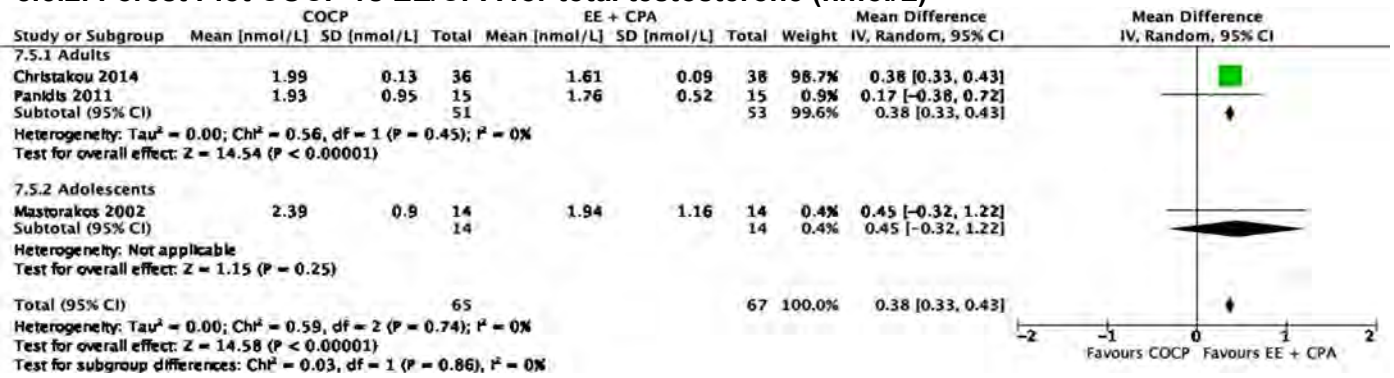 COCP EE + CPA Mean Difference Mean Difference
Study or Subgroup Mean [nmol/L] SD [nmol/L] Total Mean [nmol/L] SD [nmol/L] Total Weight IV, Random, 95% CI IV, Random, 95% CI
7.5.1 Adults
Christakou 2014 1.99 0.13 36 1.61 0.09 38 98.7% 0.38 [0.33, 0.43]
Panidis 2011 1.93 0.95 15 1.76 0.52 15 0.9% 0.17 [-0.38, 0.72]
Subtotal (95% CI) 51 53 99.6% 0.38 [0.33, 0.43]
Heterogeneity: Tau² = 0.00; Chi² = 0.56, df = 1 (P = 0.45); I² = 0%
Test for overall effect: Z = 14.54 (P < 0.00001)
7.5.2 Adolescents
Mastorakos 2002 2.39 0.9 14 1.94 1.16 14 0.4% 0.45 [-0.32, 1.22]
Subtotal (95% CI) 14 14 0.4% 0.45 [-0.32, 1.22]
Heterogeneity: Not applicable
Test for overall effect: Z = 1.15 (P = 0.25)
Total (95% CI) 65 67 100.0% 0.38 [0.33, 0.43]
Heterogeneity: Tau² = 0.00; Chi² = 0.59, df = 2 (P = 0.74); I² = 0%
Test for overall effect: Z = 14.58 (P < 0.00001)
Test for subgroup differences: Chi² = 0.03, df = 1 (P = 0.86), I² = 0%
-2 -1 0 1 2
Favours COCP Favours EE + CPA